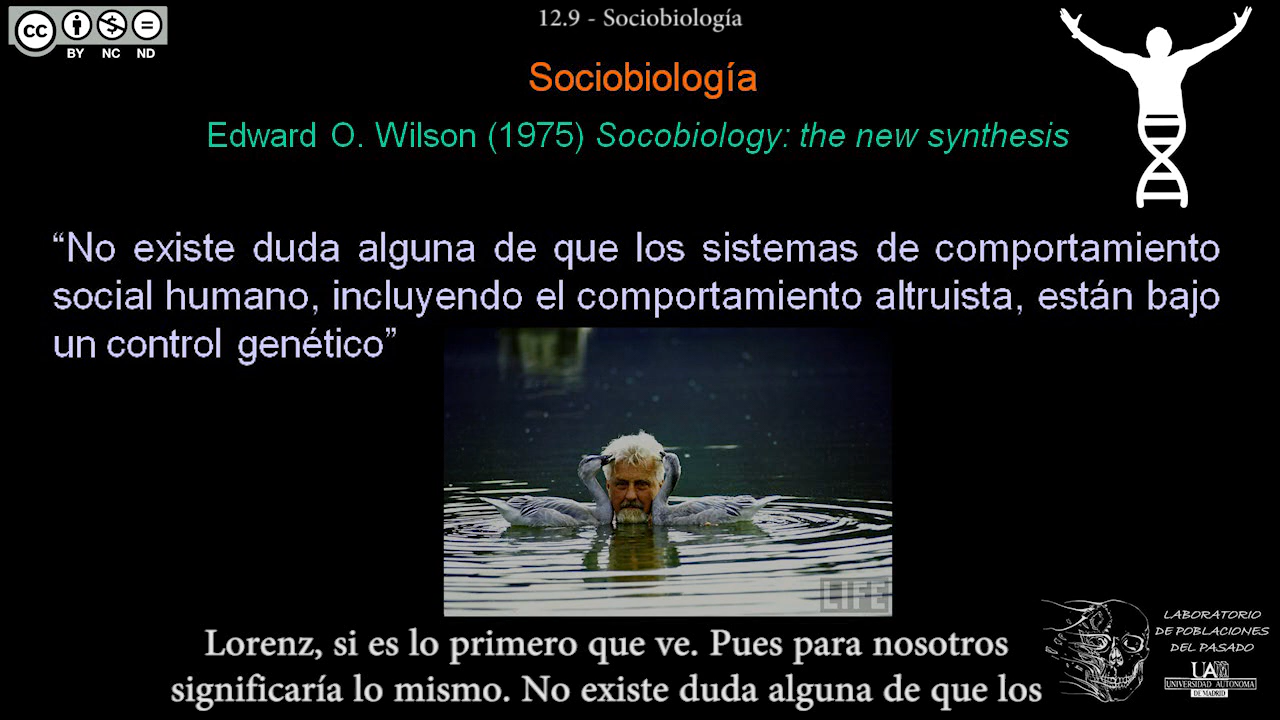 12.9 - Sociobiología
cc
BY NC ND
Sociobiología
Edward O. Wilson (1975) Socobiology: the new synthesis
“No existe duda alguna de que los sistemas de comportamiento
social humano, incluyendo el comportamiento altruista, están bajo
un control genético”
LIFE
Lorenz, si es lo primero que ve. Pues para nosotros
significaría lo mismo. No existe duda alguna de que los
LABORATORIO
DE POBLACIONES
DEL PASADO
UAM
UNIVERSIDAD AUTONOMA
DE MADRID